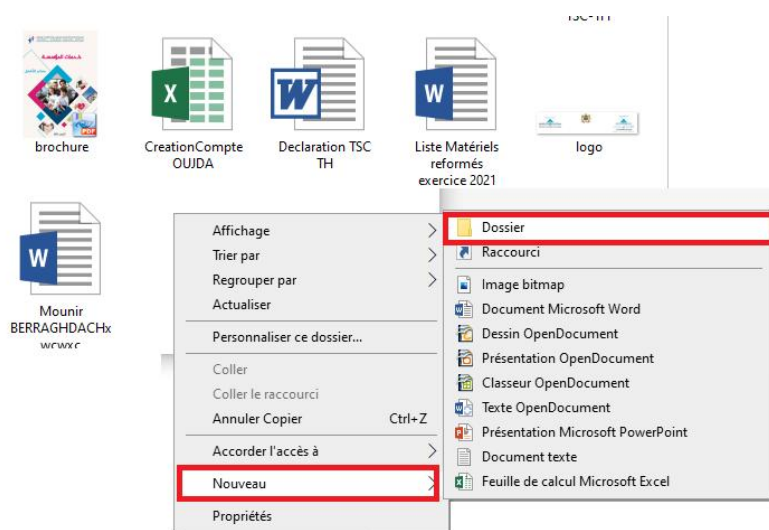 TSC-TH
brochure
CreationCompte
OUJDA
Declaration TSC
TH
Liste Matériels
reformés
exercice 2021
logo
Mounir
BERRAGHDACHx
wcwxc
Affichage
Trier par
Regrouper par
Actualiser
Personnaliser ce dossier...
Coller
Coller le raccourci
Annuler Copier Ctrl+Z
Accorder l'accès à
Nouveau
Propriétés
Dossier
Raccourci
Image bitmap
Document Microsoft Word
Dessin OpenDocument
Présentation OpenDocument
Classeur OpenDocument
Texte OpenDocument
Présentation Microsoft PowerPoint
Document texte
Feuille de calcul Microsoft Excel